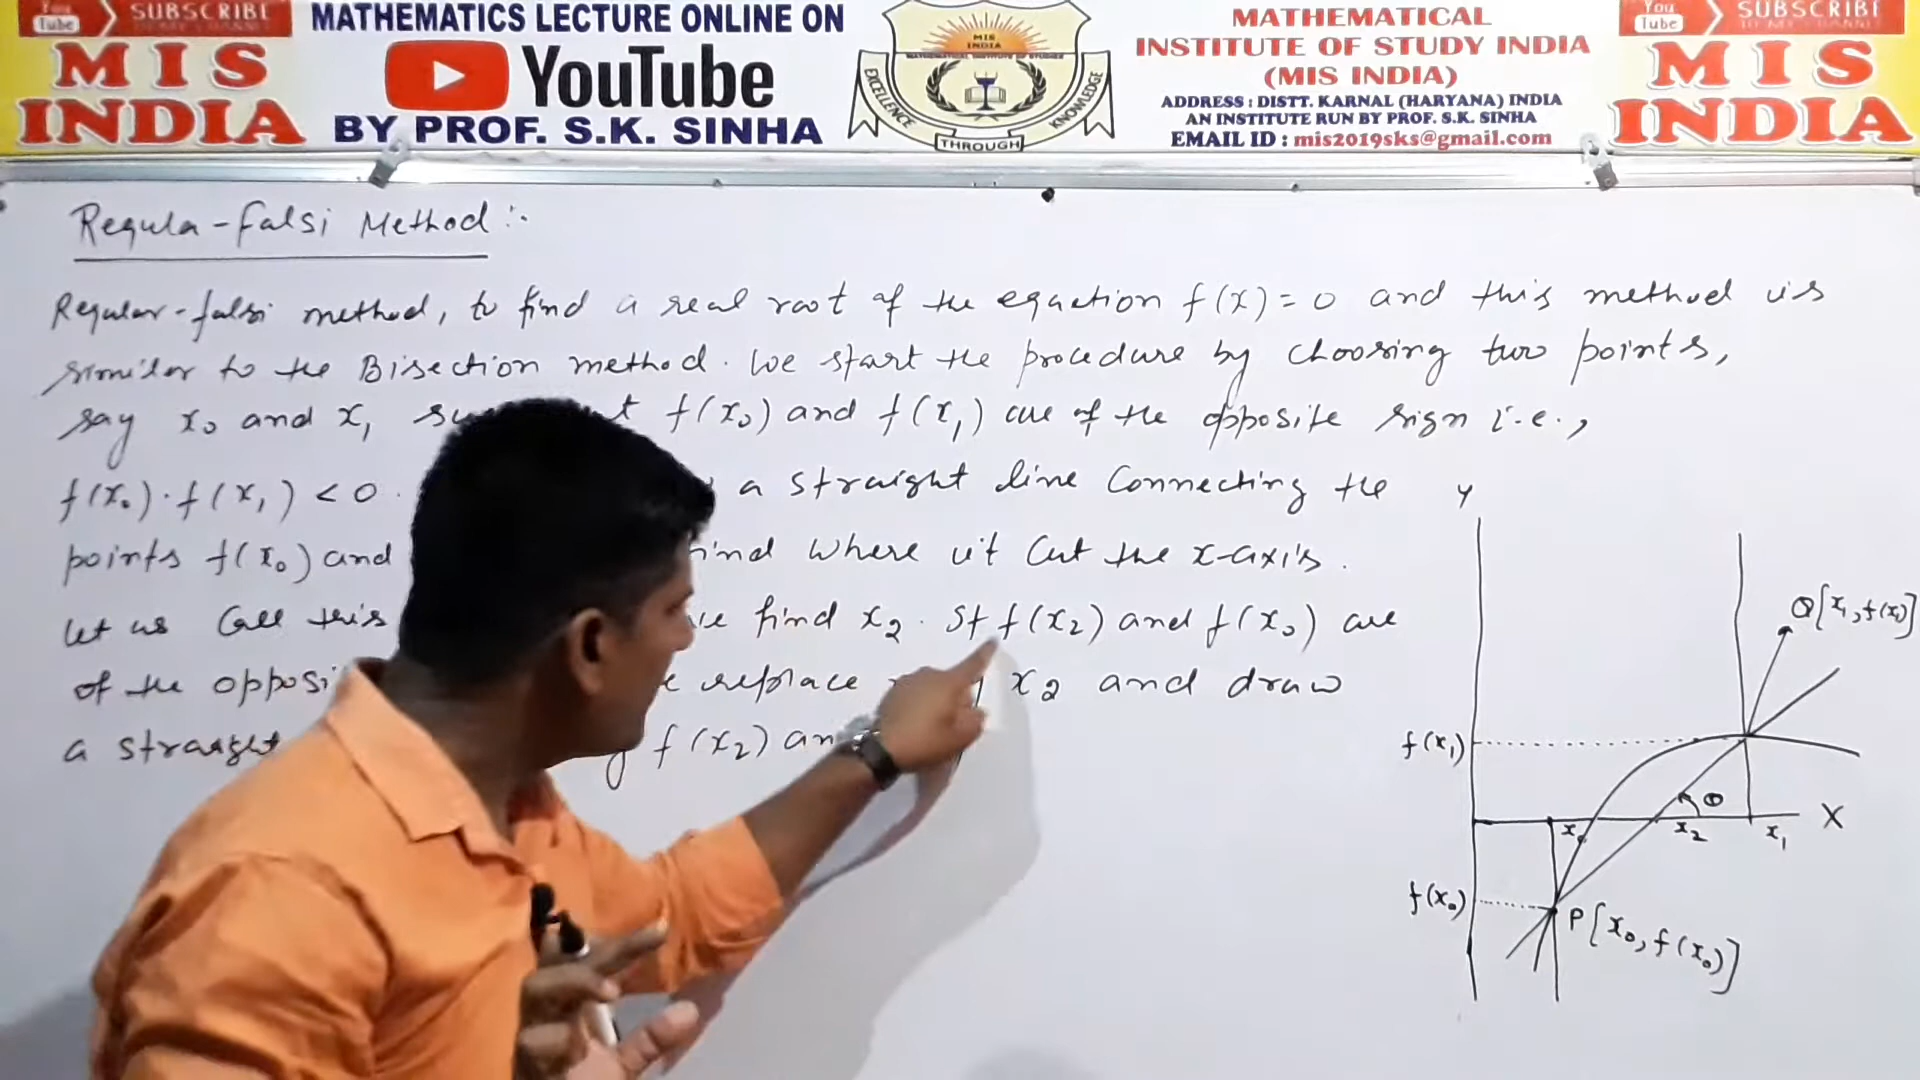 You Tube SUBSCRIBE
MIS INDIA
MATHEMATICS LECTURE ONLINE ON
YouTube
BY PROF. S.K. SINHA
MIS INDIA
EXCELLENCE THROUGH KNOWLEDGE
MATHEMATICAL
INSTITUTE OF STUDY INDIA
(MIS INDIA)
ADDRESS : DISTT. KARNAL (HARYANA) INDIA
AN INSTITUTE RUN BY PROF. S.K. SINHA
EMAIL ID : mis2019sks@gmail.com
You Tube SUBSCRIBE
MIS INDIA
Regula-falsi Method :-
Regular-falsi method, to find a real root of the equation f(x) = 0 and this method is
similar to the Bisection method. We start the procedure by choosing two points,
say x₀ and x₁ f(x₀) and f(x₁) are of the opposite sign i.e.,
f(x₀)·f(x₁) < 0. a straight line connecting the
points f(x₀) and find where it cut the x-axis.
let us call this find x₂. If f(x₂) and f(x₀) are
of the replace x₂ and draw
a straight f(x₂)
Y
Q[x₁, f(x₁)]
f(x₁)
θ
x₀ x₂ x₁ X
f(x₀)
P[x₀, f(x₀)]